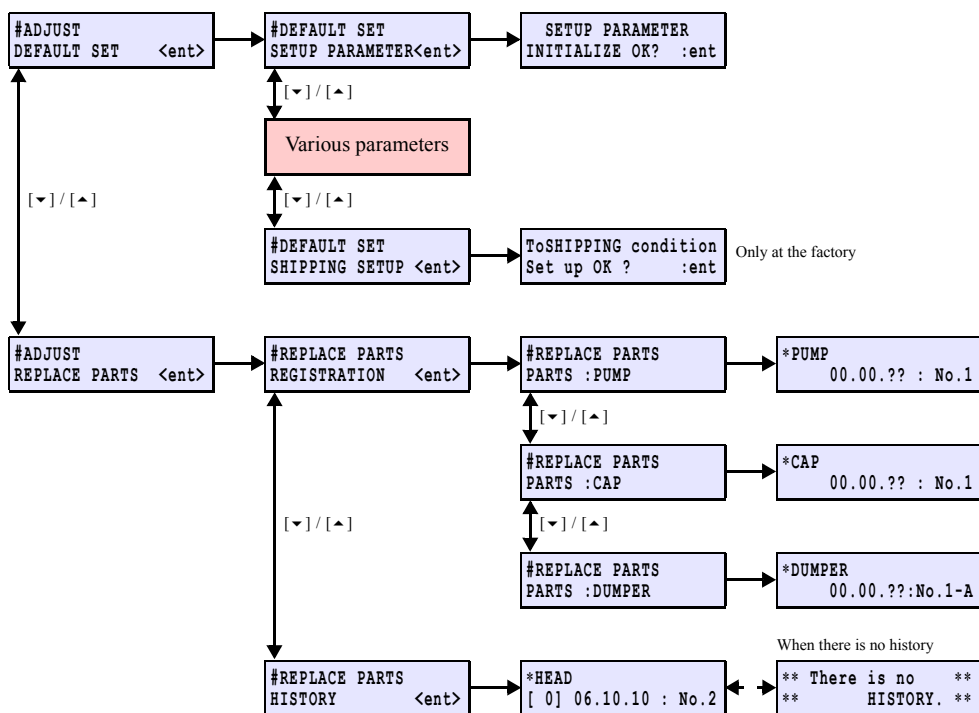 #ADJUST
DEFAULT SET <ent>
#DEFAULT SET
SETUP PARAMETER<ent>
SETUP PARAMETER
INITIALIZE OK? :ent
[▼] / [▲]
Various parameters
[▼] / [▲]
[▼] / [▲]
#DEFAULT SET
SHIPPING SETUP <ent>
ToSHIPPING condition
Set up OK ? :ent
Only at the factory
#ADJUST
REPLACE PARTS <ent>
#REPLACE PARTS
REGISTRATION <ent>
#REPLACE PARTS
PARTS :PUMP
*PUMP
00.00.?? : No.1
[▼] / [▲]
#REPLACE PARTS
PARTS :CAP
*CAP
00.00.?? : No.1
[▼] / [▲]
[▼] / [▲]
#REPLACE PARTS
PARTS :DUMPER
*DUMPER
00.00.??:No.1-A
When there is no history
#REPLACE PARTS
HISTORY <ent>
*HEAD
[ 0] 06.10.10 : No.2
** There is no **
** HISTORY. **